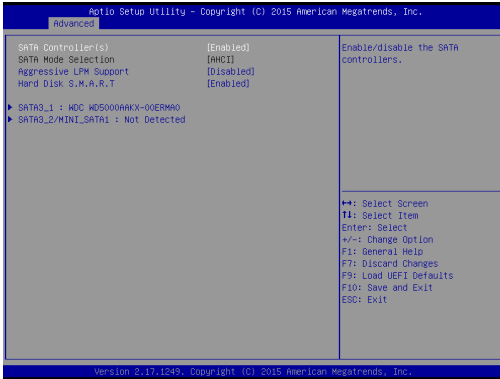 Aptio Setup Utility – Copyright (C) 2015 American Megatrends, Inc.
Advanced
SATA Controller(s) [Enabled]
SATA Mode Selection [AHCI]
Aggressive LPM Support [Disabled]
Hard Disk S.M.A.R.T [Enabled]
SATA3_1 : WDC WD5000AAKX-00ERMA0
SATA3_2/MINI_SATA1 : Not Detected
Enable/disable the SATA
controllers.
↔: Select Screen
↑↓: Select Item
Enter: Select
+/-: Change Option
F1: General Help
F7: Discard Changes
F9: Load UEFI Defaults
F10: Save and Exit
ESC: Exit
Version 2.17.1249. Copyright (C) 2015 American Megatrends, Inc.